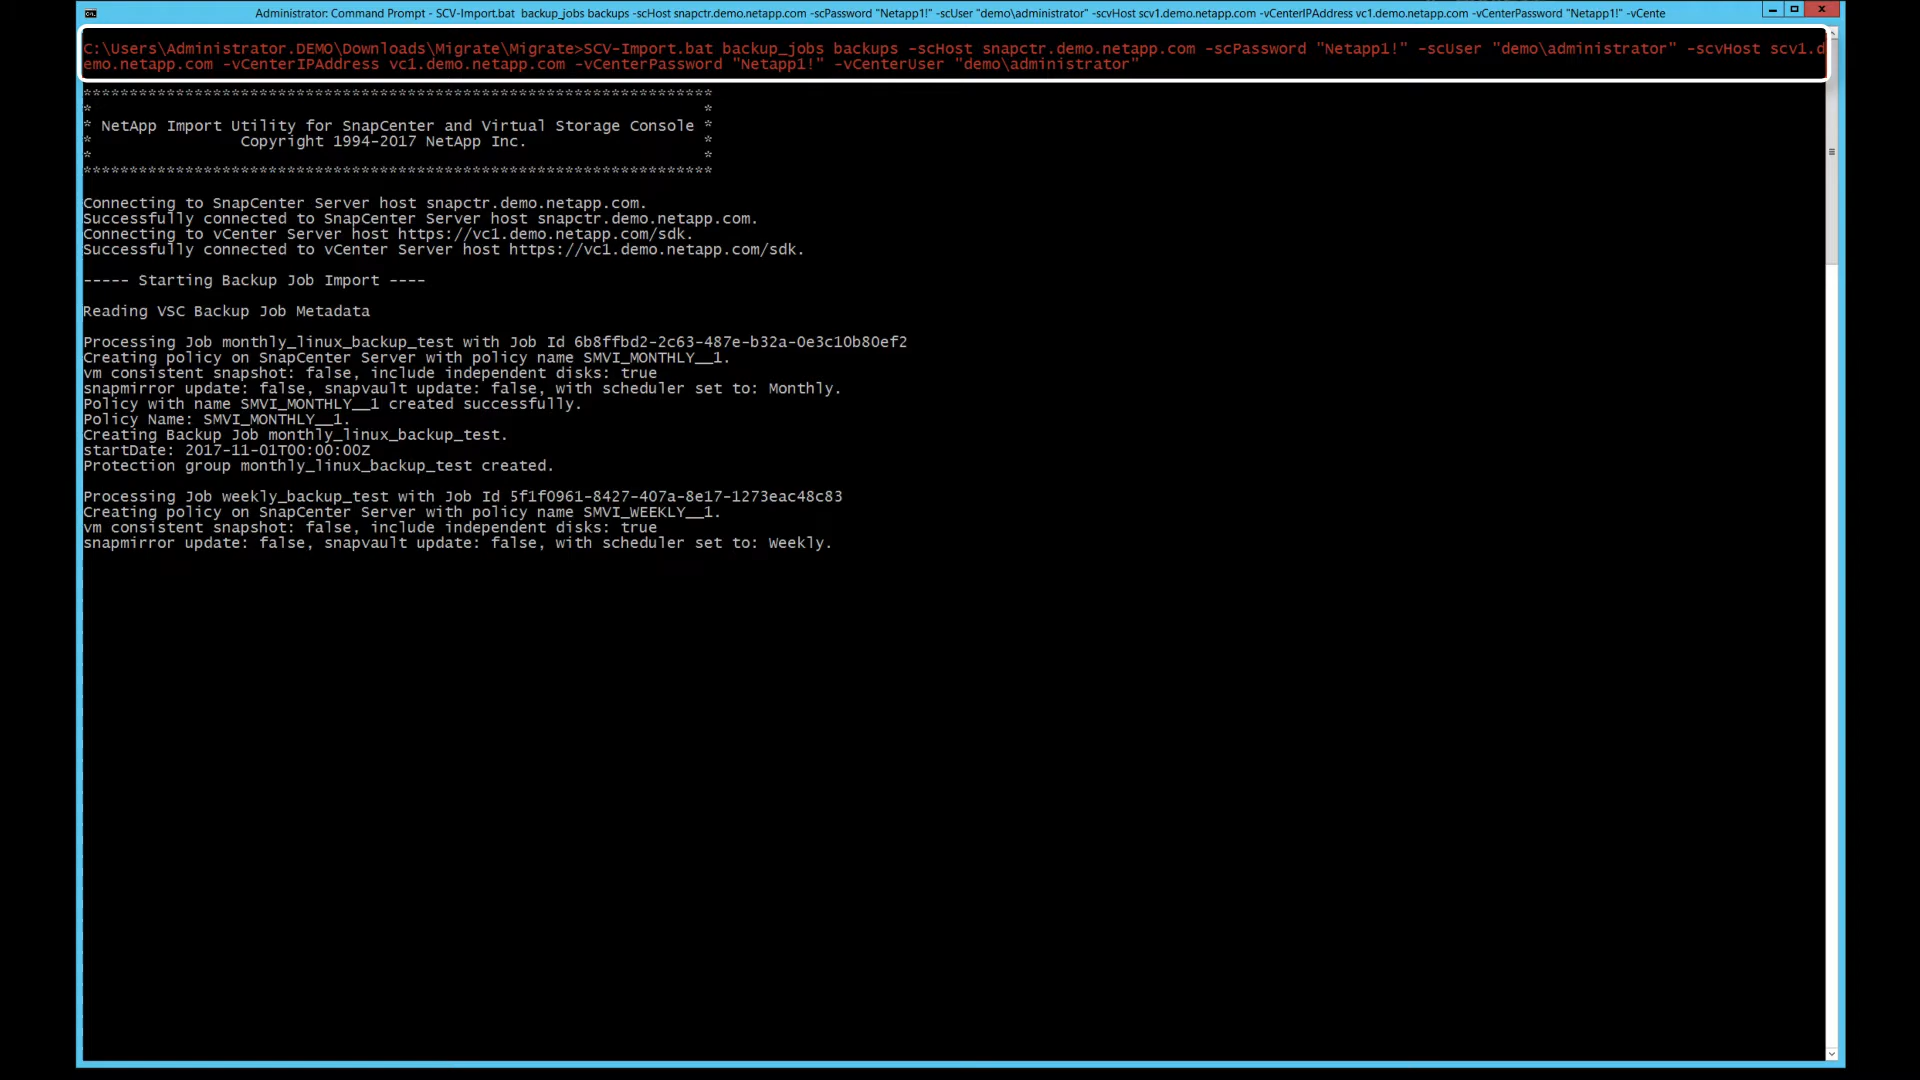 Administrator: Command Prompt - SCV-Import.bat  backup_jobs backups -scHost snapctr.demo.netapp.com -scPassword "Netapp1!" -scUser "demo\administrator" -scvHost scv1.demo.netapp.com -vCenterIPAddress vc1.demo.netapp.com -vCenterPassword "Netapp1!" -vCente
C:\Users\Administrator.DEMO\Downloads\Migrate\Migrate>SCV-Import.bat backup_jobs backups -scHost snapctr.demo.netapp.com -scPassword "Netapp1!" -scUser "demo\administrator" -scvHost scv1.d
emo.netapp.com -vCenterIPAddress vc1.demo.netapp.com -vCenterPassword "Netapp1!" -vCenterUser "demo\administrator"
********************************************************************
*                                                                  *
* NetApp Import Utility for SnapCenter and Virtual Storage Console *
*                Copyright 1994-2017 NetApp Inc.                   *
*                                                                  *
********************************************************************
Connecting to SnapCenter Server host snapctr.demo.netapp.com.
Successfully connected to SnapCenter Server host snapctr.demo.netapp.com.
Connecting to vCenter Server host https://vc1.demo.netapp.com/sdk.
Successfully connected to vCenter Server host https://vc1.demo.netapp.com/sdk.
----- Starting Backup Job Import ----
Reading VSC Backup Job Metadata
Processing Job monthly_linux_backup_test with Job Id 6b8ffbd2-2c63-487e-b32a-0e3c10b80ef2
Creating policy on SnapCenter Server with policy name SMVI_MONTHLY__1.
vm consistent snapshot: false, include independent disks: true
snapmirror update: false, snapvault update: false, with scheduler set to: Monthly.
Policy with name SMVI_MONTHLY__1 created successfully.
Policy Name: SMVI_MONTHLY__1.
Creating Backup Job monthly_linux_backup_test.
startDate: 2017-11-01T00:00:00Z
Protection group monthly_linux_backup_test created.
Processing Job weekly_backup_test with Job Id 5f1f0961-8427-407a-8e17-1273eac48c83
Creating policy on SnapCenter Server with policy name SMVI_WEEKLY__1.
vm consistent snapshot: false, include independent disks: true
snapmirror update: false, snapvault update: false, with scheduler set to: Weekly.